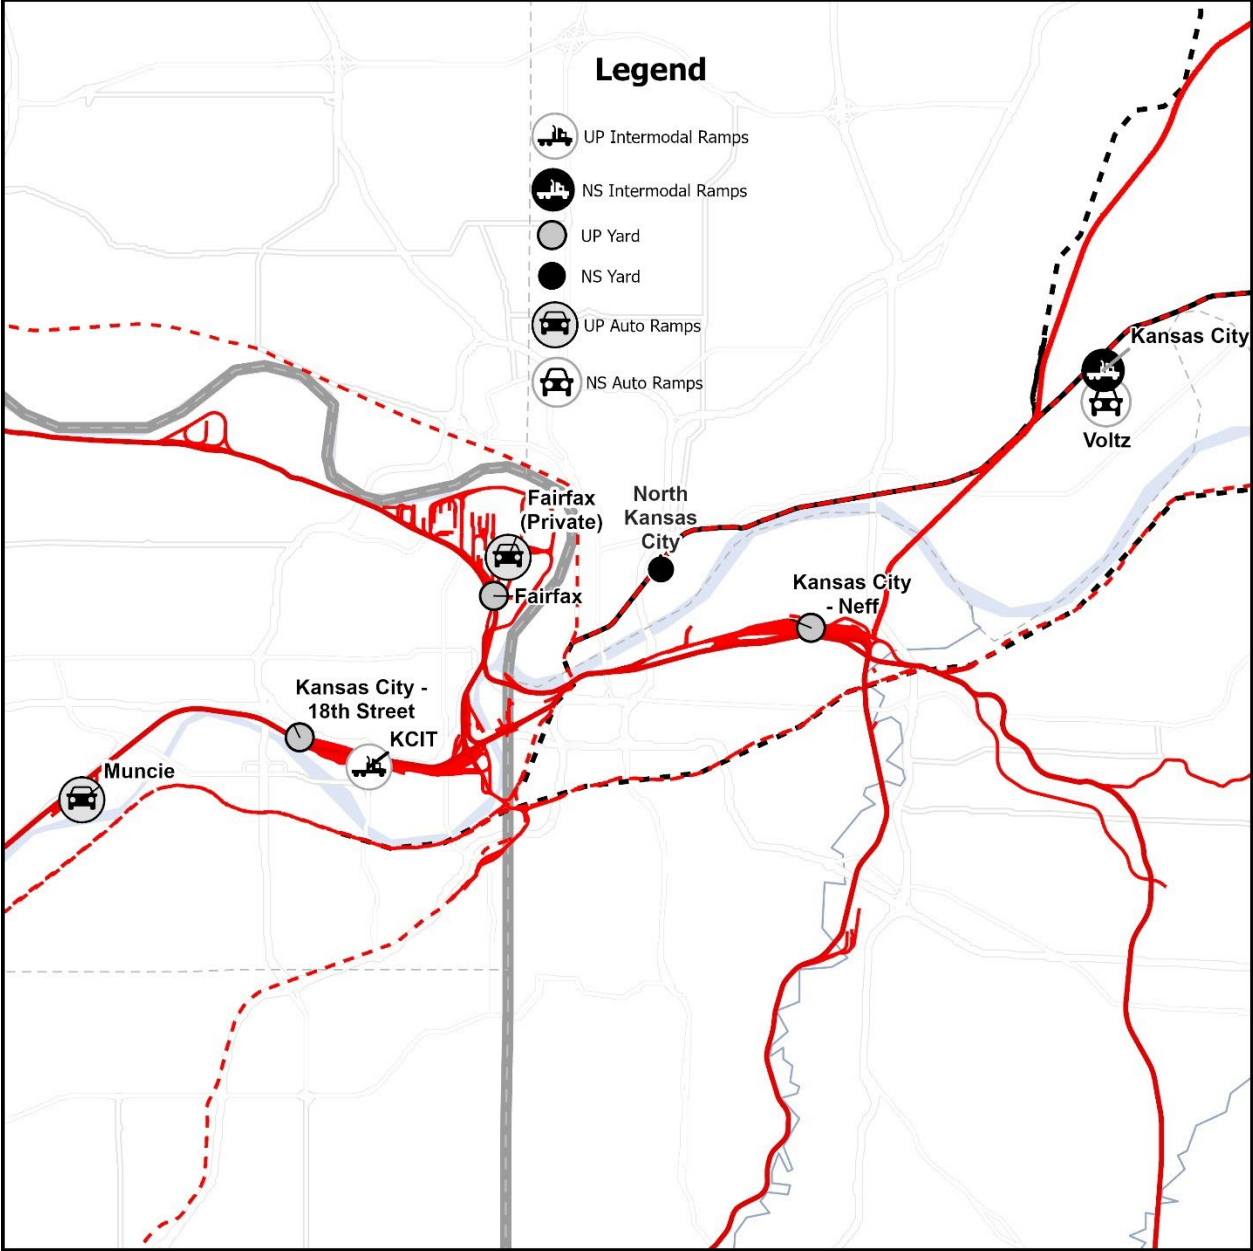 Legend
UP Intermodal Ramps
NS Intermodal Ramps
UP Yard
NS Yard
UP Auto Ramps
NS Auto Ramps
Kansas City
Voltz
Fairfax
(Private)
North
Kansas
City
Fairfax
Kansas City
- Neff
Kansas City -
18th Street
KCIT
Muncie